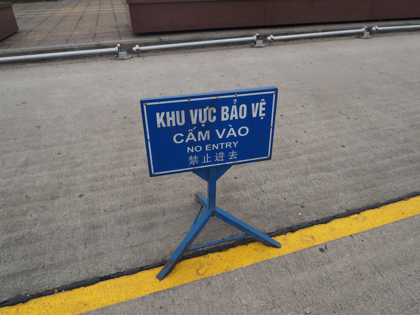 KHU VỰC BẢO VỆ
CẤM VÀO
NO ENTRY
禁止进去